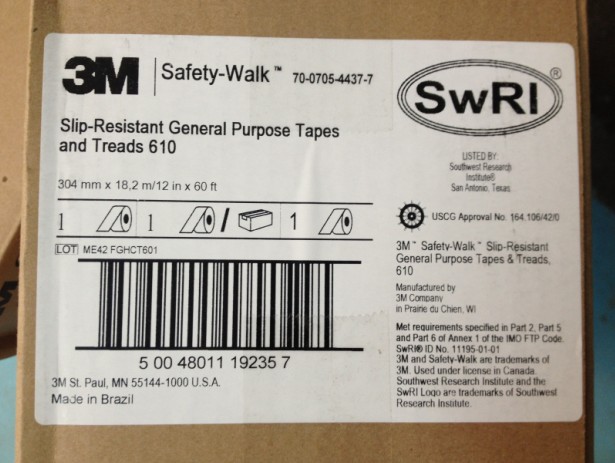 3M Safety-Walk™ 70-0705-4437-7
Slip-Resistant General Purpose Tapes
and Treads 610
304 mm x 18,2 m/12 in x 60 ft
1 1 / 1
LOT ME42 FGHCT601
5 00 48011 19235 7
3M St. Paul, MN 55144-1000 U.S.A.
Made in Brazil
SwRI®
LISTED BY:
Southwest Research
Institute®
San Antonio, Texas
USCG Approval No. 164.106/42/0
3M™ Safety-Walk™ Slip-Resistant
General Purpose Tapes & Treads,
610
Manufactured by
3M Company
in Prairie du Chien, WI
Met requirements specified in Part 2, Part 5
and Part 6 of Annex 1 of the IMO FTP Code.
SwRI® ID No. 11195-01-01
3M and Safety-Walk are trademarks of
3M. Used under license in Canada.
Southwest Research Institute and the
SwRI Logo are trademarks of Southwest
Research Institute.